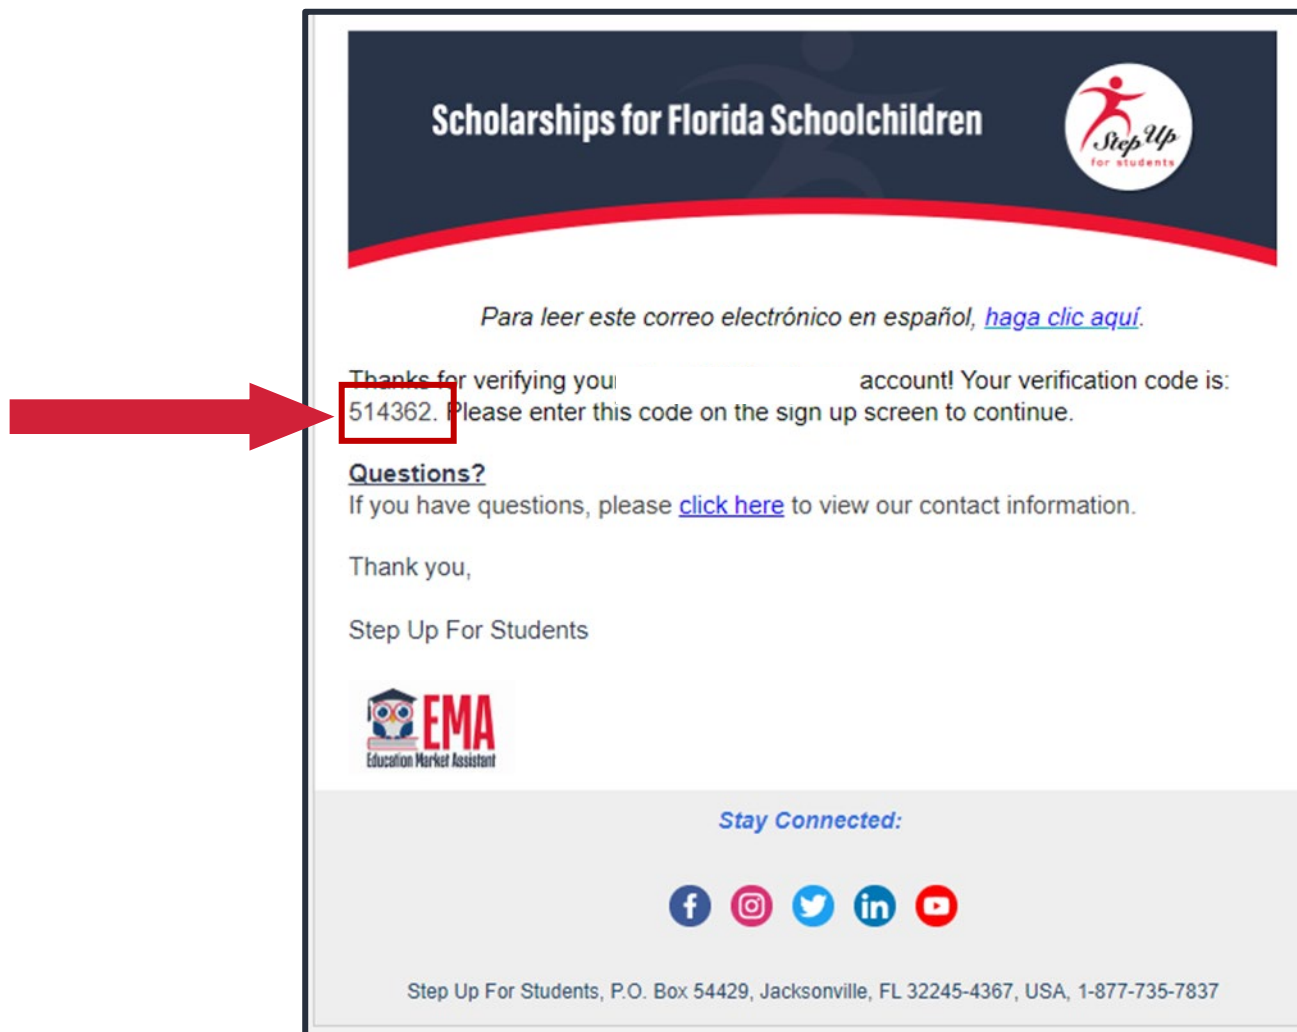 Scholarships for Florida Schoolchildren
Step Up
for students
Para leer este correo electrónico en español, haga clic aquí.
Thanks for verifying your account! Your verification code is:
514362. Please enter this code on the sign up screen to continue.
Questions?
If you have questions, please click here to view our contact information.
Thank you,
Step Up For Students
EMA
Education Market Assistant
Stay Connected:
f
in
Step Up For Students, P.O. Box 54429, Jacksonville, FL 32245-4367, USA, 1-877-735-7837